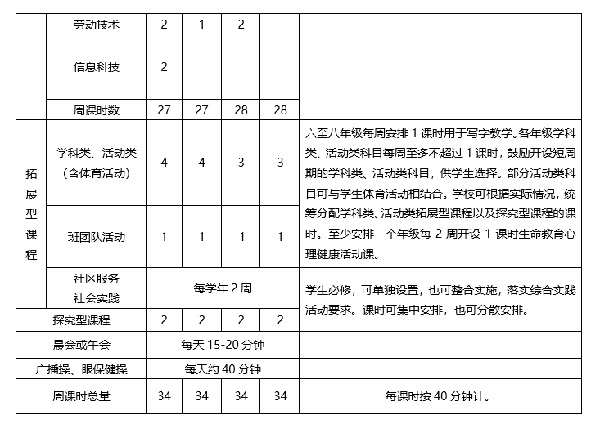 劳动技术 2 1 2
信息科技 2
周课时数 27 27 28 28
拓展型课程
学科类、活动类
（含体育活动） 4 4 3 3
六至八年级每周安排 1 课时用于写字教学。各年级学科
类、活动类科目每周至多不超过 1 课时，鼓励开设短周
期的学科类、活动类科目，供学生选择。部分活动类科
目可与学生体育活动相结合。学校可根据实际情况，统
筹分配学科类、活动类拓展型课程以及探究型课程的课
时。至少安排一个年级每 2 周开设 1 课时生命教育心
理健康活动课。
班团队活动 1 1 1 1
社区服务
社会实践 每学年 2 周
学生必修，可单独设置，也可整合实施，落实综合实践
活动要求。课时可集中安排，也可分散安排。
探究型课程 2 2 2 2
晨会或午会 每天 15-20 分钟
广播操、眼保健操 每天约 40 分钟
周课时总量 34 34 34 34 每课时按 40 分钟计。